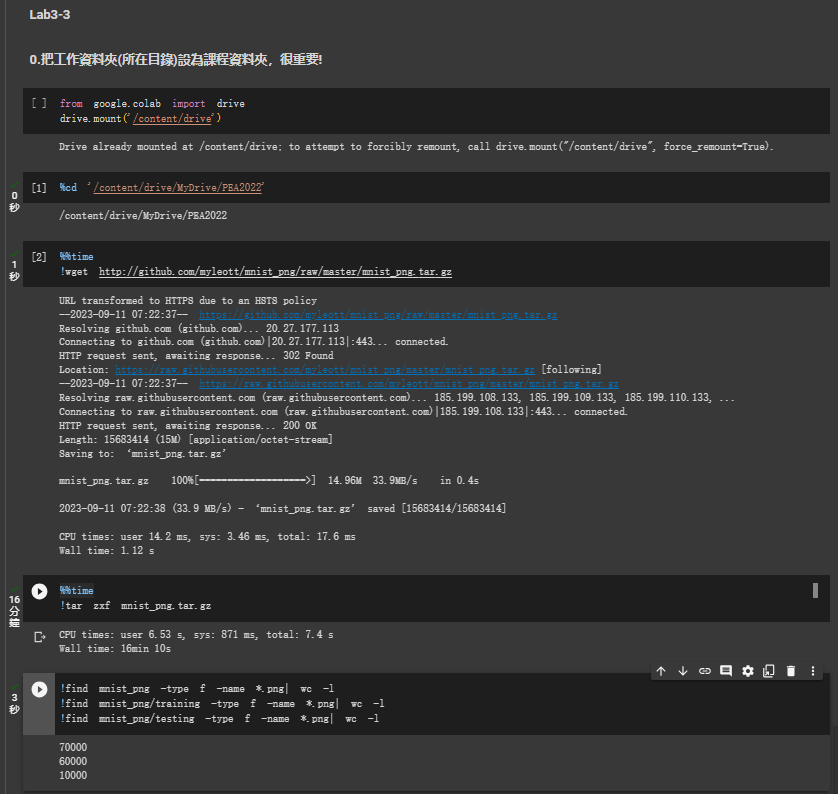 Lab3-3
0.把工作資料夾(所在目錄)設為課程資料夾，很重要!
[ ] from google.colab import drive
drive.mount('/content/drive')
Drive already mounted at /content/drive; to attempt to forcibly remount, call drive.mount("/content/drive", force_remount=True).
0
秒
[1] %cd '/content/drive/MyDrive/PEA2022'
/content/drive/MyDrive/PEA2022
1
秒
[2] %%time
!wget http://github.com/myleott/mnist_png/raw/master/mnist_png.tar.gz
URL transformed to HTTPS due to an HSTS policy
--2023-09-11 07:22:37-- https://github.com/myleott/mnist_png/raw/master/mnist_png.tar.gz
Resolving github.com (github.com)... 20.27.177.113
Connecting to github.com (github.com)|20.27.177.113|:443... connected.
HTTP request sent, awaiting response... 302 Found
Location: https://raw.githubusercontent.com/myleott/mnist_png/master/mnist_png.tar.gz [following]
--2023-09-11 07:22:37-- https://raw.githubusercontent.com/myleott/mnist_png/master/mnist_png.tar.gz
Resolving raw.githubusercontent.com (raw.githubusercontent.com)... 185.199.108.133, 185.199.109.133, 185.199.110.133, ...
Connecting to raw.githubusercontent.com (raw.githubusercontent.com)|185.199.108.133|:443... connected.
HTTP request sent, awaiting response... 200 OK
Length: 15683414 (15M) [application/octet-stream]
Saving to: ‘mnist_png.tar.gz’
mnist_png.tar.gz 100%[===================>] 14.96M 33.9MB/s in 0.4s
2023-09-11 07:22:38 (33.9 MB/s) - ‘mnist_png.tar.gz’ saved [15683414/15683414]
CPU times: user 14.2 ms, sys: 3.46 ms, total: 17.6 ms
Wall time: 1.12 s
16
分
鐘
%%time
!tar zxf mnist_png.tar.gz
CPU times: user 6.53 s, sys: 871 ms, total: 7.4 s
Wall time: 16min 10s
3
秒
!find mnist_png -type f -name *.png| wc -l
!find mnist_png/training -type f -name *.png| wc -l
!find mnist_png/testing -type f -name *.png| wc -l
70000
60000
10000